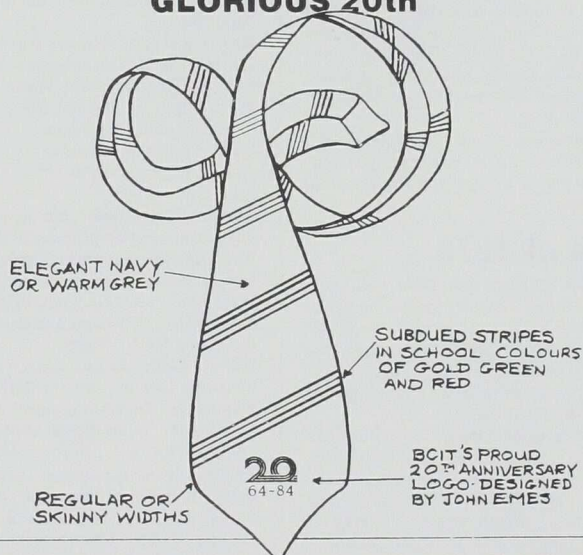 GLORIOUS 20th
ELEGANT NAVY
OR WARM GREY
SUBDUED STRIPES
IN SCHOOL COLOURS
OF GOLD GREEN
AND RED
20
64-84
BCIT'S PROUD
20TH ANNIVERSARY
LOGO-DESIGNED
BY JOHN EMES
REGULAR OR
SKINNY WIDTHS